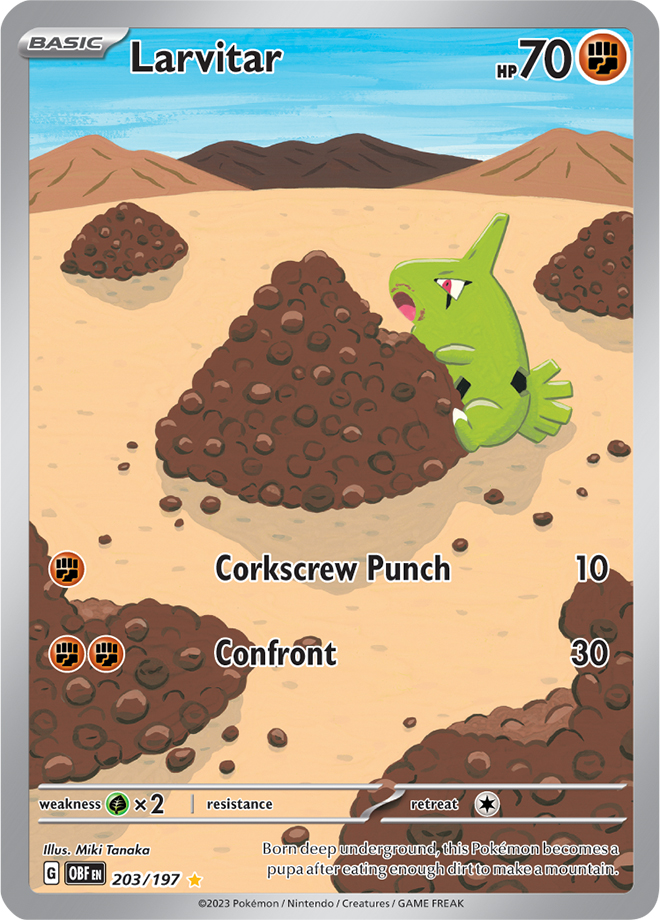 BASIC
Larvitar
HP 70
Corkscrew Punch 10
Confront 30
weakness ×2 resistance retreat
Illus. Miki Tanaka
Born deep underground, this Pokémon becomes a
pupa after eating enough dirt to make a mountain.
G OBF EN 203/197
©2023 Pokémon / Nintendo / Creatures / GAME FREAK